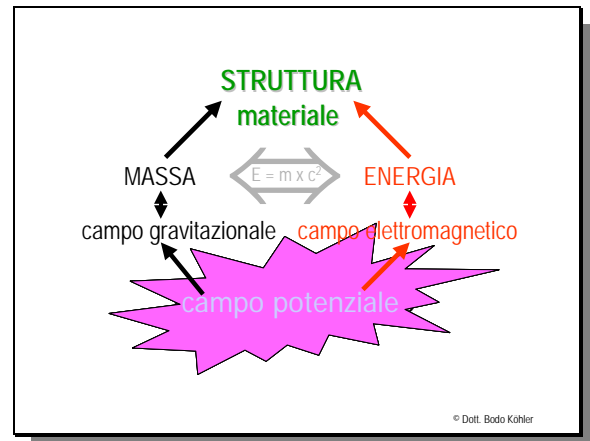 STRUTTURA
materiale
MASSA
E = m x c²
ENERGIA
campo gravitazionale
campo elettromagnetico
campo potenziale
© Dott. Bodo Köhler